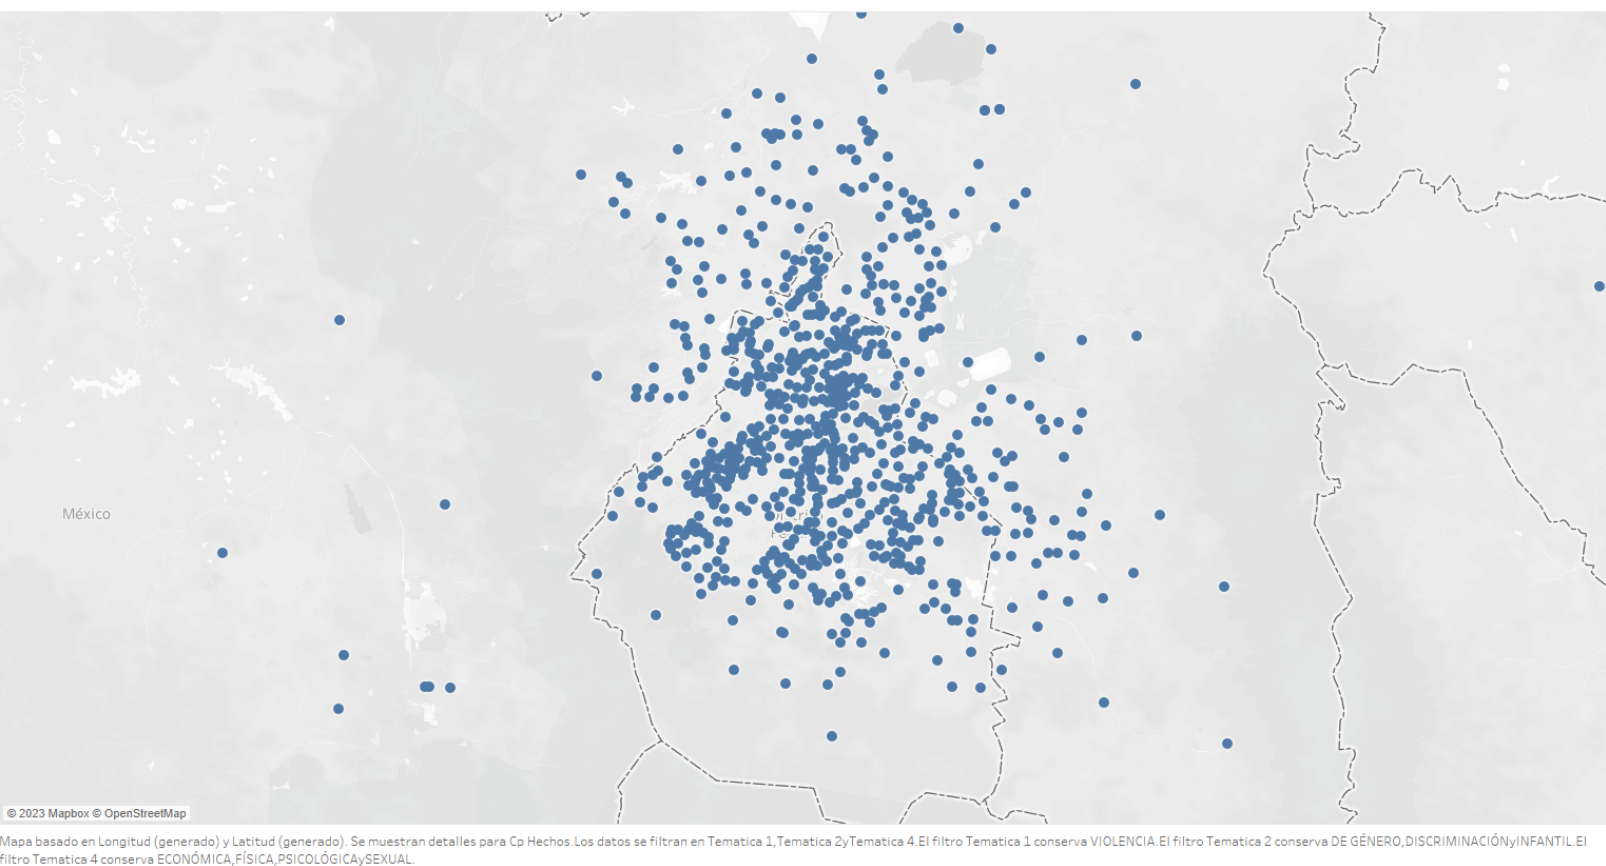 México
© 2023 Mapbox © OpenStreetMap
Mapa basado en Longitud (generado) y Latitud (generado). Se muestran detalles para Cp Hechos.Los datos se filtran en Tematica 1,Tematica 2yTematica 4.El filtro Tematica 1 conserva VIOLENCIA.El filtro Tematica 2 conserva DE GÉNERO,DISCRIMINACIÓNyINFANTIL.El
filtro Tematica 4 conserva ECONÓMICA,FÍSICA,PSICOLÓGICAySEXUAL.